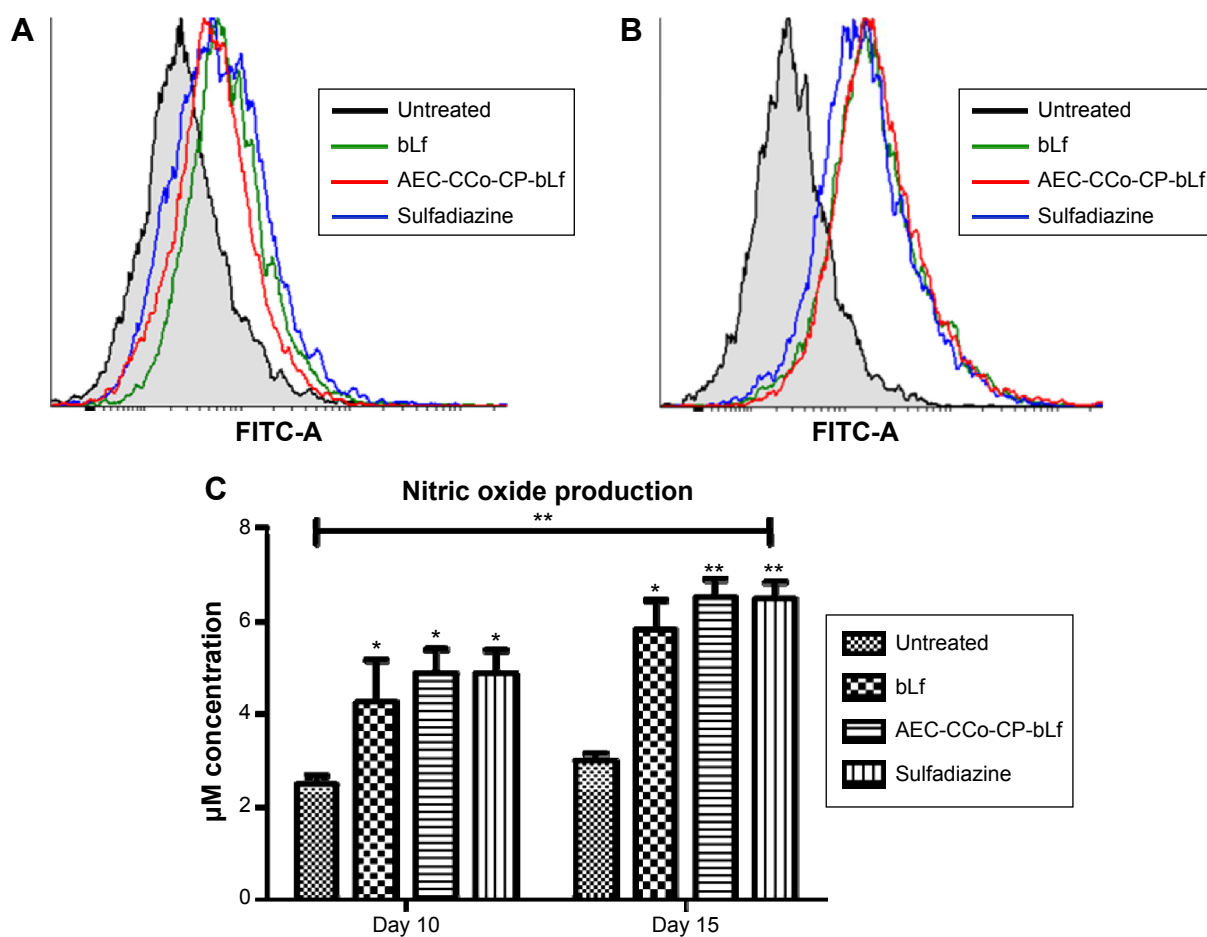 A
Untreated
bLf
AEC-CCo-CP-bLf
Sulfadiazine
FITC-A
B
Untreated
bLf
AEC-CCo-CP-bLf
Sulfadiazine
FITC-A
C
Nitric oxide production
**
8
6
4
2
0
µM concentration
*
*
*
*
**
**
Day 10
Day 15
Untreated
bLf
AEC-CCo-CP-bLf
Sulfadiazine